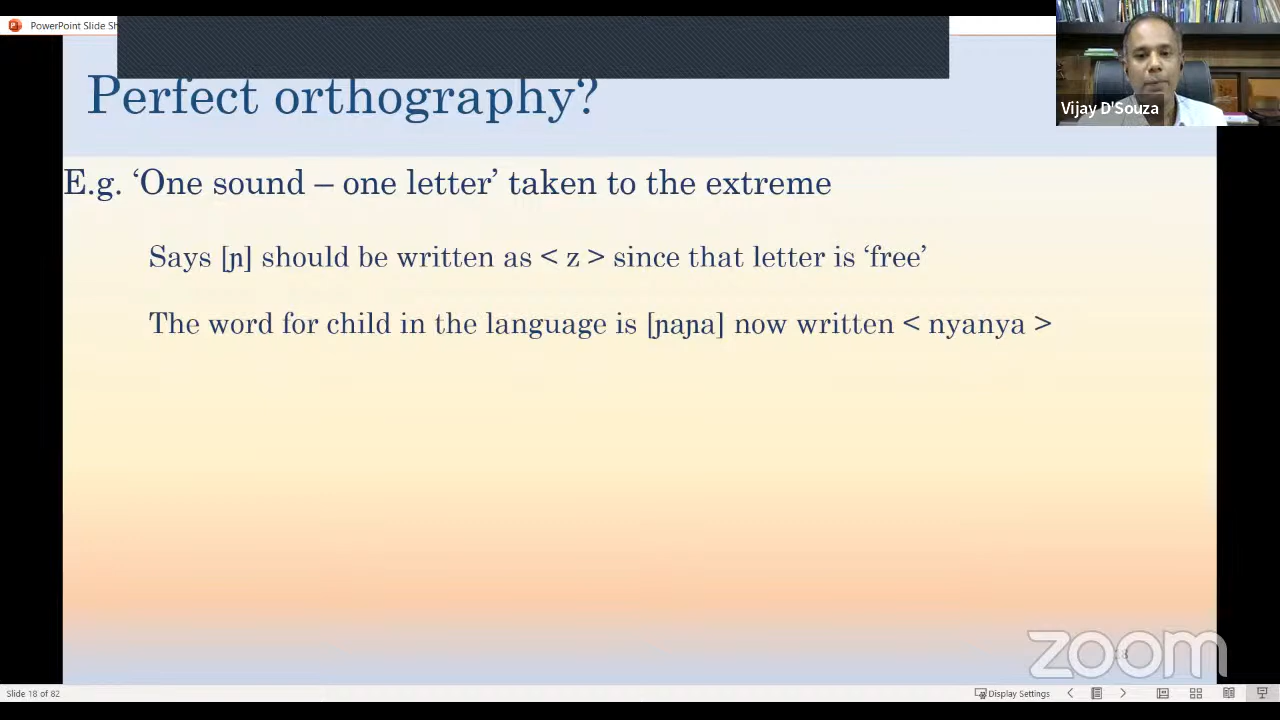 PowerPoint Slide Sh
Perfect orthography?
Vijay D'Souza
E.g. ‘One sound – one letter’ taken to the extreme
Says [ɲ] should be written as < z > since that letter is ‘free’
The word for child in the language is [ɲaɲa] now written < nyanya >
zoom
Slide 18 of 82
Display Settings